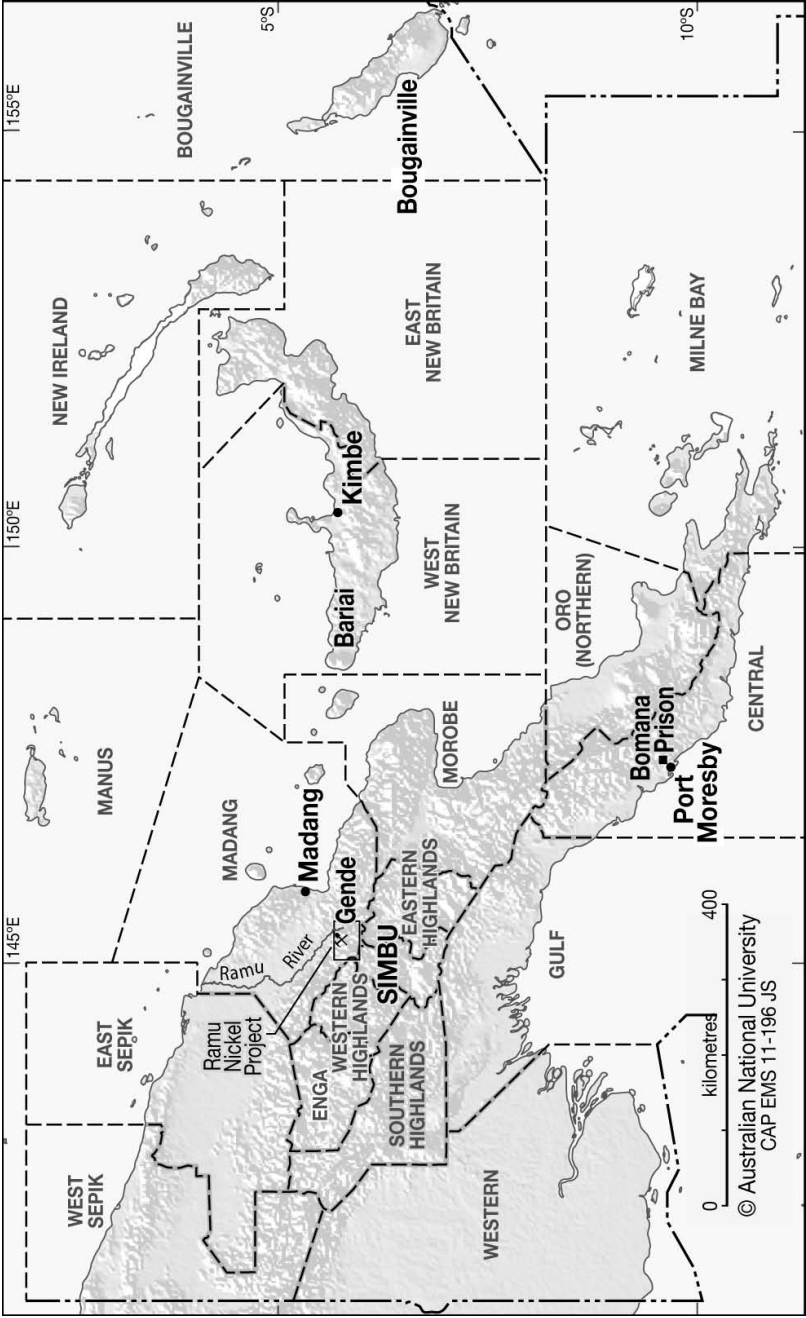 145°E
150°E
155°E
5°S
10°S
WEST
SEPIK
EAST
SEPIK
MANUS
NEW IRELAND
BOUGAINVILLE
MADANG
Madang
Ramu
River
Ramu
Nickel
Project
Gende
ENGA
WESTERN
HIGHLANDS
SIMBU
EASTERN
HIGHLANDS
SOUTHERN
HIGHLANDS
MOROBE
Bariai
Kimbe
WEST
NEW BRITAIN
EAST
NEW BRITAIN
Bougainville
WESTERN
GULF
ORO
(NORTHERN)
Bomana
Prison
Port
Moresby
CENTRAL
MILNE BAY
0
kilometres
400
© Australian National University
CAP EMS 11-196 JS